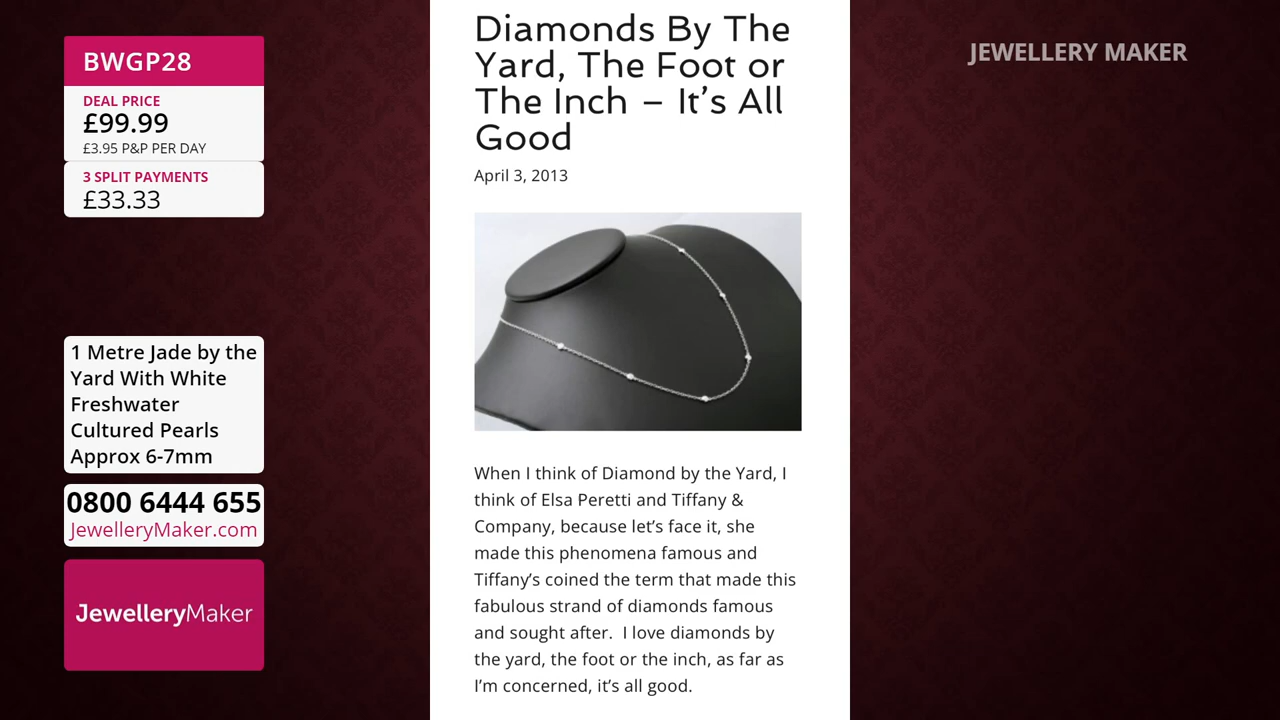 BWGP28
DEAL PRICE
£99.99
£3.95 P&P PER DAY
3 SPLIT PAYMENTS
£33.33
1 Metre Jade by the
Yard With White
Freshwater
Cultured Pearls
Approx 6-7mm
0800 6444 655
JewelleryMaker.com
JewelleryMaker
Diamonds By The
Yard, The Foot or
The Inch – It’s All
Good
April 3, 2013
When I think of Diamond by the Yard, I
think of Elsa Peretti and Tiffany &
Company, because let’s face it, she
made this phenomena famous and
Tiffany’s coined the term that made this
fabulous strand of diamonds famous
and sought after.  I love diamonds by
the yard, the foot or the inch, as far as
I’m concerned, it’s all good.
JEWELLERY MAKER